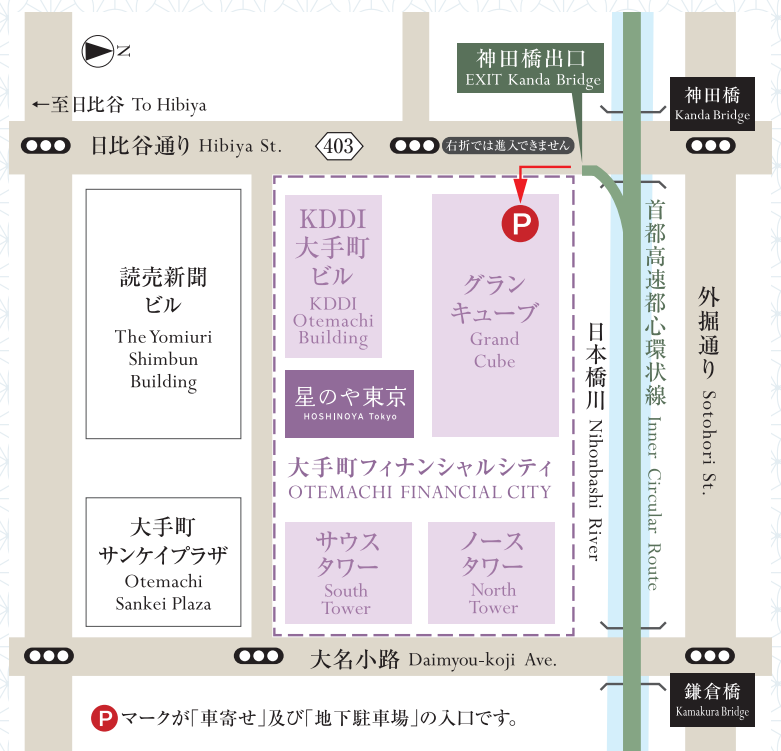 N
神田橋出口
EXIT Kanda Bridge
←至日比谷 To Hibiya
神田橋
Kanda Bridge
日比谷通り Hibiya St.
403
右折では進入できません
P
KDDI
大手町
ビル
KDDI
Otemachi
Building
グラン
キューブ
Grand
Cube
読売新聞
ビル
The Yomiuri
Shimbun
Building
星のや東京
HOSHINOYA Tokyo
日本橋川 Nihonbashi River
首都高速都心環状線 Inner Circular Route
外掘通り Sotohori St.
大手町フィナンシャルシティ
OTEMACHI FINANCIAL CITY
大手町
サンケイプラザ
Otemachi
Sankei Plaza
サウス
タワー
South
Tower
ノース
タワー
North
Tower
大名小路 Daimyou-koji Ave.
鎌倉橋
Kamakura Bridge
Pマークが「車寄せ」及び「地下駐車場」の入口です。